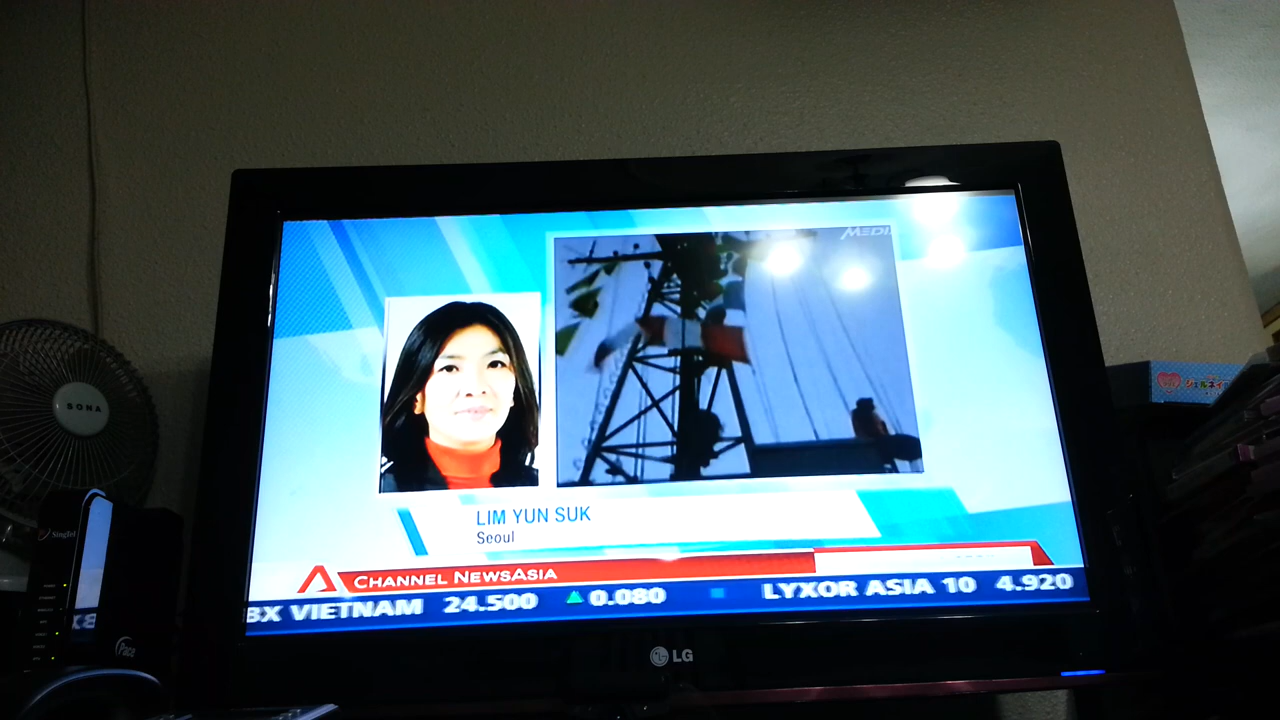 MEDI
SONA
SingTel
LIM YUN SUK
Seoul
CHANNEL NEWSASIA
BX VIETNAM 24.500 ▲ 0.080 LYXOR ASIA 10 4.920
Pace
LG